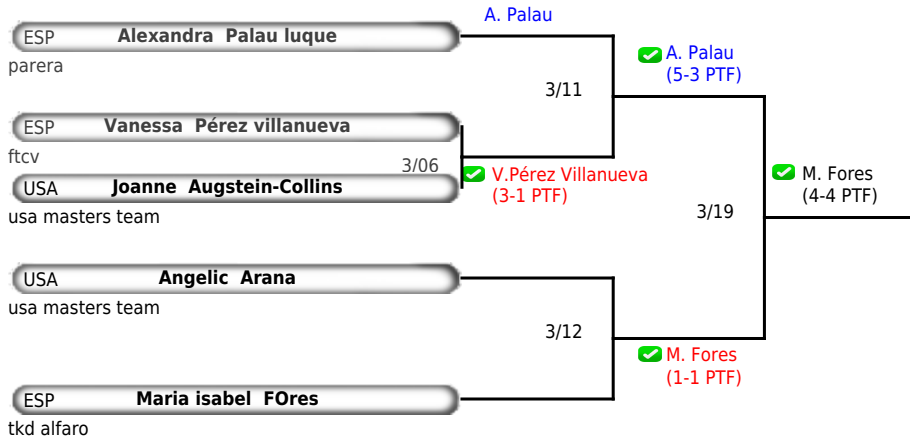 A. Palau
ESP Alexandra Palau luque
parera
A. Palau
(5-3 PTF)
3/11
ESP Vanessa Pérez villanueva
ftcv
3/06
V.Pérez Villanueva
(3-1 PTF)
USA Joanne Augstein-Collins
usa masters team
M. Fores
(4-4 PTF)
3/19
USA Angelic Arana
usa masters team
3/12
M. Fores
(1-1 PTF)
ESP Maria isabel FOres
tkd alfaro